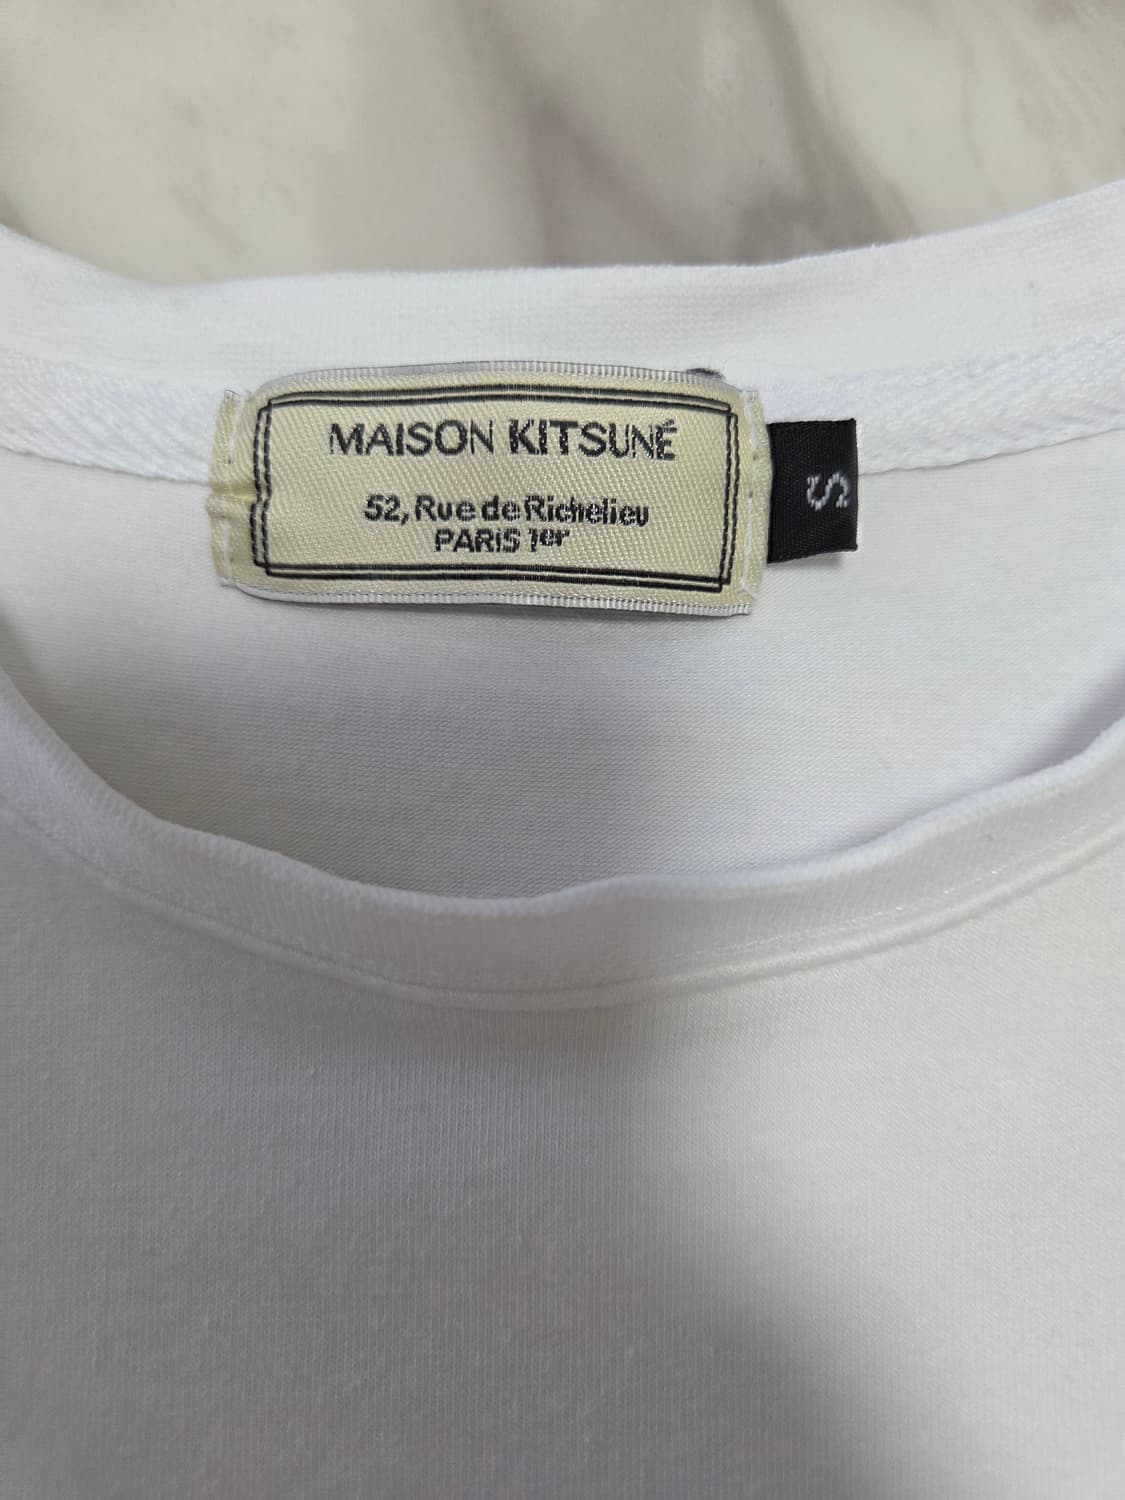 MAISON KITSUNÉ
52, Rue de Richelieu
PARiS 1er
S